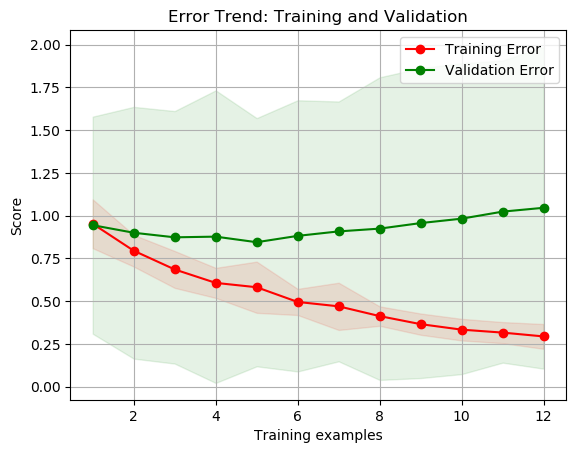 Error Trend: Training and Validation
Training Error
Validation Error
2.00
1.75
1.50
1.25
1.00
0.75
0.50
0.25
0.00
Score
2 4 6 8 10 12
Training examples